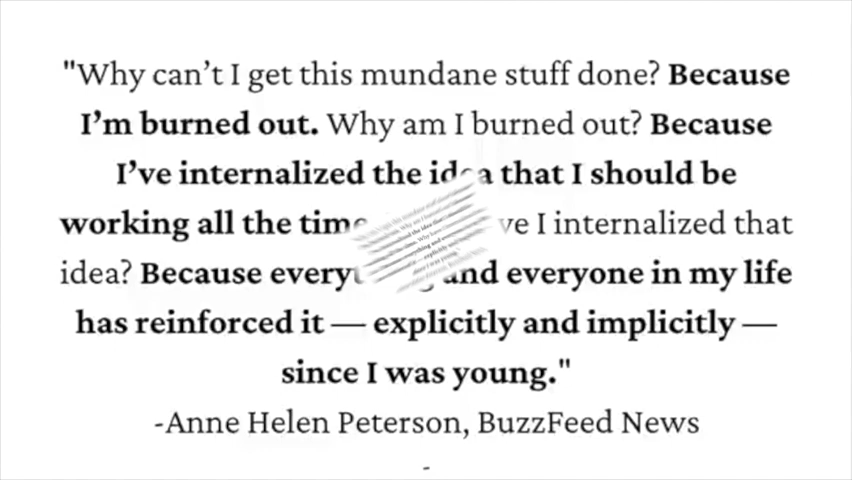 "Why can’t I get this mundane stuff done? Because
I’m burned out. Why am I burned out? Because
I’ve internalized the idea that I should be
working all the time I internalized that
idea? Because and everyone in my life
has reinforced it — explicitly and implicitly —
since I was young."
-Anne Helen Peterson, BuzzFeed News
-